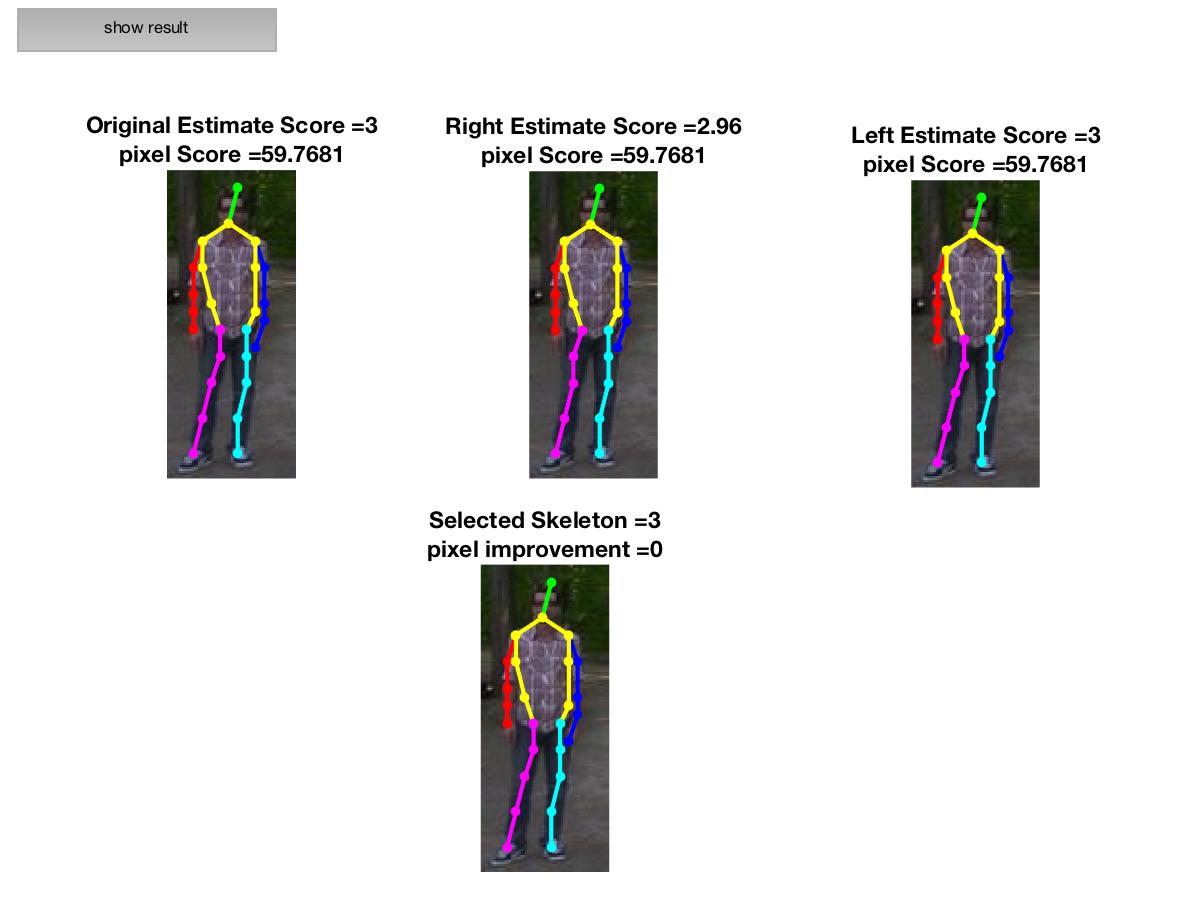 show result
Original Estimate Score =3
pixel Score =59.7681
Right Estimate Score =2.96
pixel Score =59.7681
Left Estimate Score =3
pixel Score =59.7681
Selected Skeleton =3
pixel improvement =0